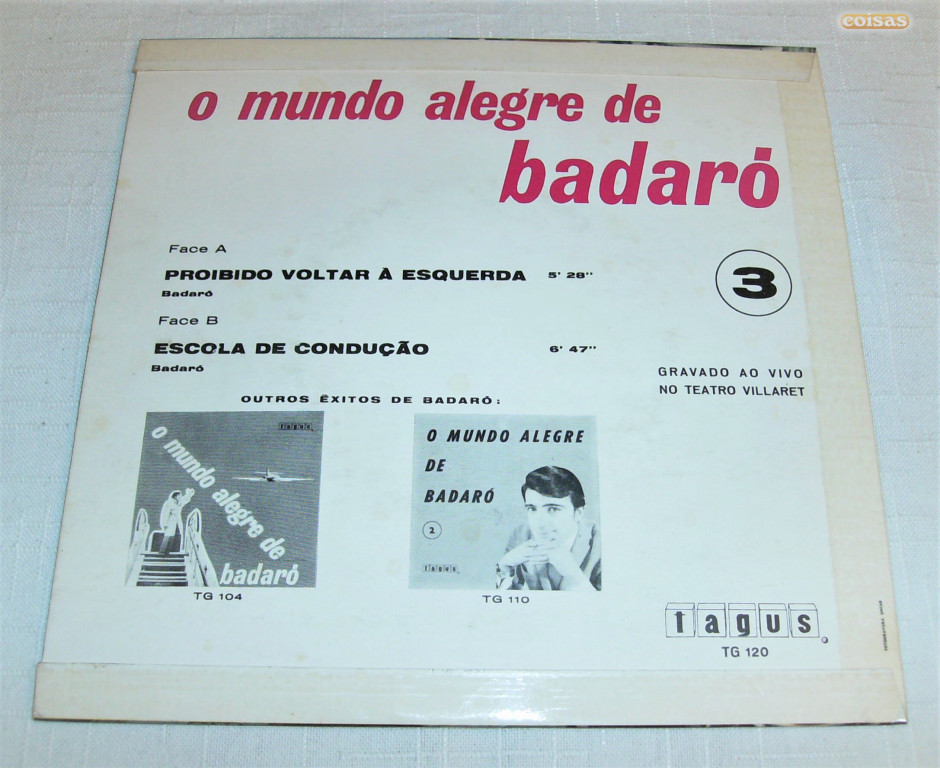 coisas
o mundo alegre de
badaró
Face A
PROIBIDO VOLTAR À ESQUERDA 5' 28''
Badaró
3
Face B
ESCOLA DE CONDUÇÃO 6' 47''
Badaró
GRAVADO AO VIVO
NO TEATRO VILLARET
OUTROS ÊXITOS DE BADARÓ:
tagus
o mundo alegre de
badaró
TG 104
O MUNDO ALEGRE
DE
BADARÓ
2
tagus
TG 110
tagus
TG 120